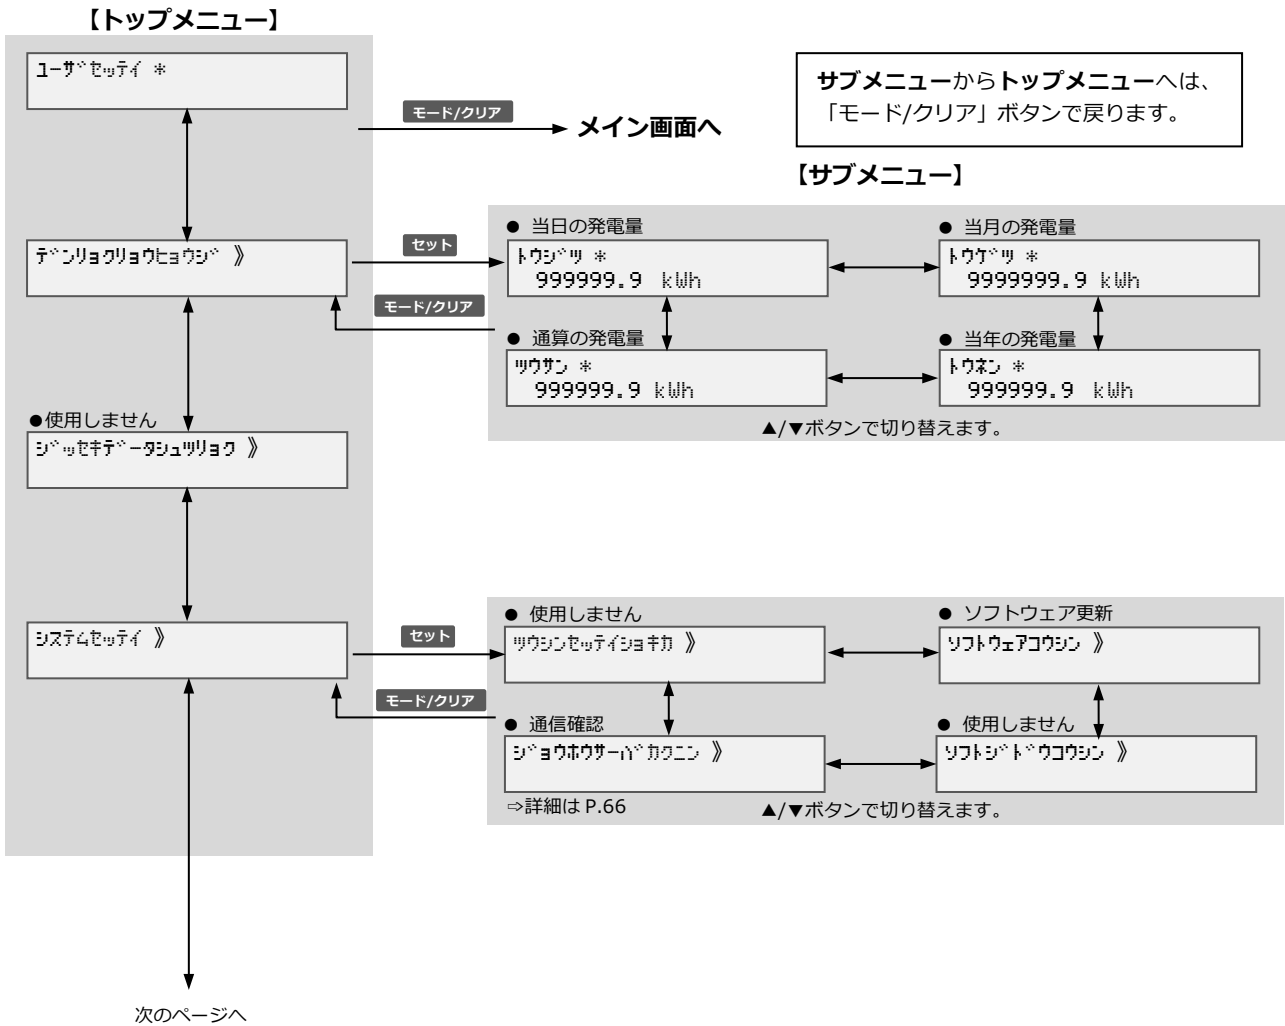 【トップメニュー】
ユーザセッテイ ＊
モード/クリア
メイン画面へ
サブメニューからトップメニューへは、
「モード/クリア」ボタンで戻ります。
【サブメニュー】
デンリョクリョウヒョウジ 》
セット
モード/クリア
● 当日の発電量
トウジツ ＊
999999.9 kWh
● 当月の発電量
トウゲツ ＊
9999999.9 kWh
● 通算の発電量
ツウサン ＊
999999.9 kWh
● 当年の発電量
トウネン ＊
999999.9 kWh
▲/▼ボタンで切り替えます。
●使用しません
ジッセキデータシュツリョク 》
システムセッテイ 》
セット
モード/クリア
● 使用しません
ツウシンセッテイショキカ 》
● ソフトウェア更新
ソフトウェアコウシン 》
● 通信確認
ジョウホウサーバカクニン 》
● 使用しません
ソフトジドウコウシン 》
⇨詳細は P.66
▲/▼ボタンで切り替えます。
次のページへ